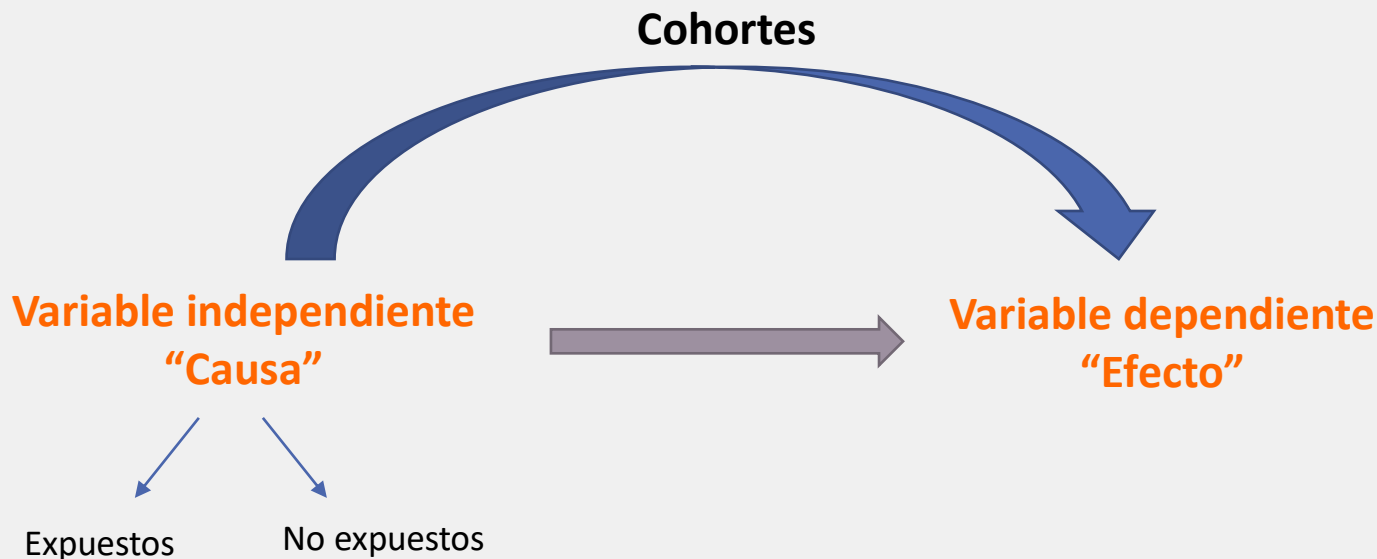 Cohortes
Variable independiente
“Causa”
Variable dependiente
“Efecto”
Expuestos
No expuestos